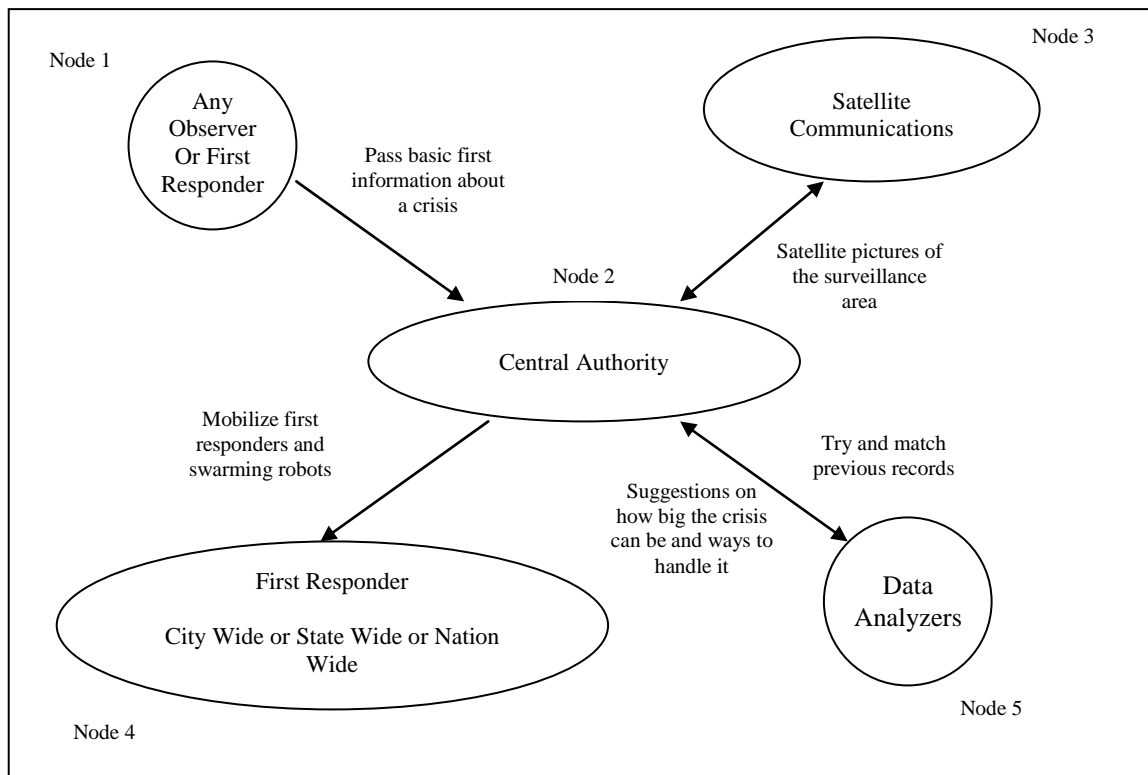 Node 1
Any
Observer
Or First
Responder
Pass basic first
information about
a crisis
Node 3
Satellite
Communications
Satellite pictures of
the surveillance
area
Node 2
Central Authority
Mobilize first
responders and
swarming robots
Try and match
previous records
Suggestions on
how big the crisis
can be and ways to
handle it
First Responder
City Wide or State Wide or Nation
Wide
Node 4
Data
Analyzers
Node 5